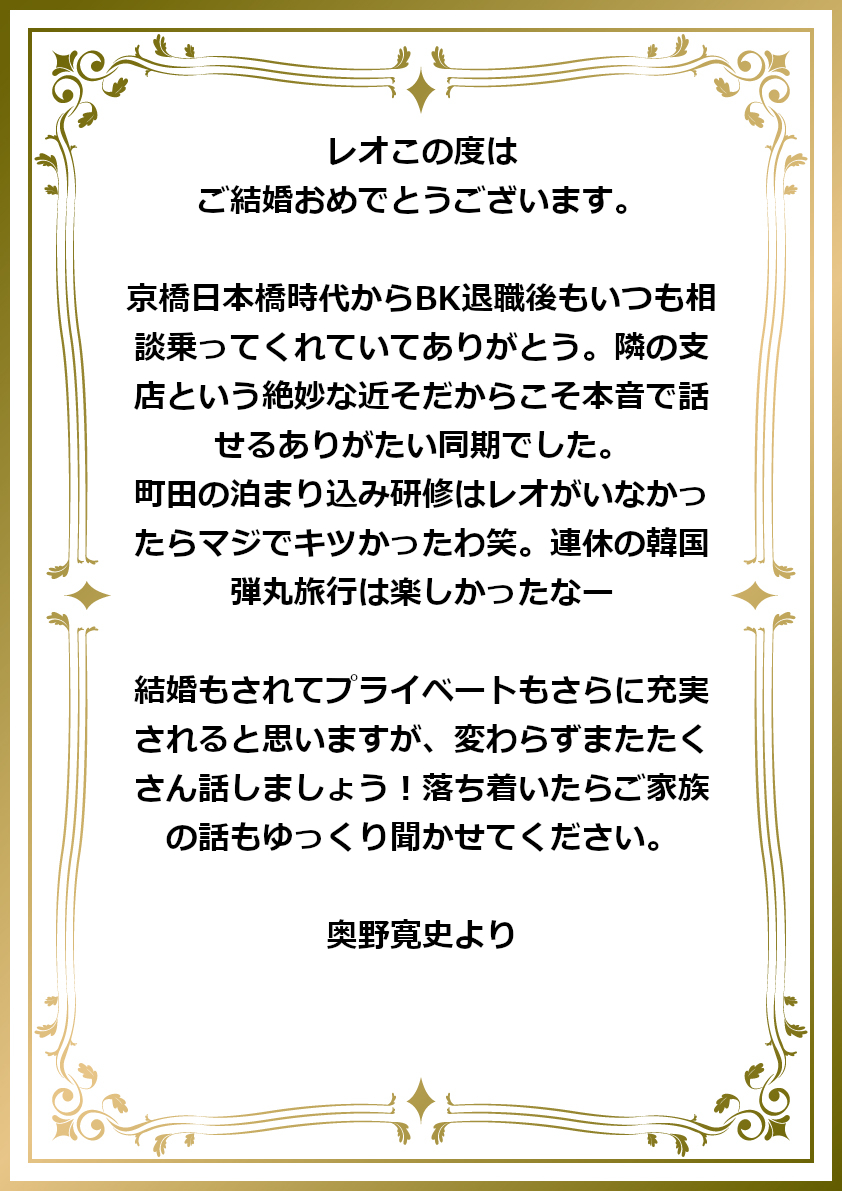 レオこの度は
ご結婚おめでとうございます。
京橋日本橋時代からBK退職後もいつも相
談乗ってくれていてありがとう。隣の支
店という絶妙な近そだからこそ本音で話
せるありがたい同期でした。
町田の泊まり込み研修はレオがいなかっ
たらマジでキツかったわ笑。連休の韓国
弾丸旅行は楽しかったなー
結婚もされてプライベートもさらに充実
されると思いますが、変わらずまたたく
さん話しましょう！落ち着いたらご家族
の話もゆっくり聞かせてください。
奥野寛史より